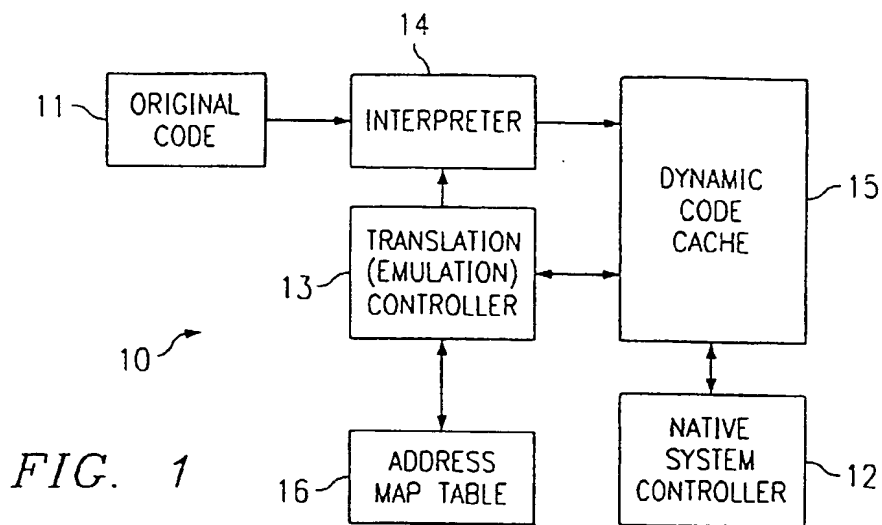 14
11
ORIGINAL
CODE
INTERPRETER
DYNAMIC
CODE
CACHE
15
13
TRANSLATION
(EMULATION)
CONTROLLER
10
16
ADDRESS
MAP TABLE
NATIVE
SYSTEM
CONTROLLER
12
FIG. 1